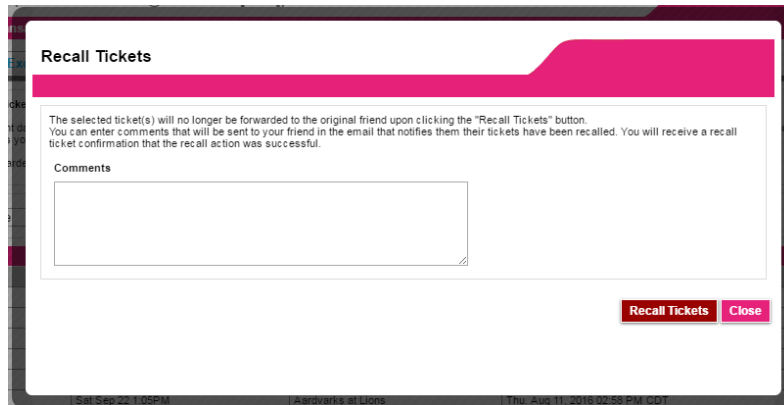 Recall Tickets
The selected ticket(s) will no longer be forwarded to the original friend upon clicking the "Recall Tickets" button.
You can enter comments that will be sent to your friend in the email that notifies them their tickets have been recalled. You will receive a recall
ticket confirmation that the recall action was successful.
Comments
Recall Tickets Close
Sat Sep 22 1:05PM Aardvarks at Lions Thu, Aug 11, 2016 02:58 PM CDT